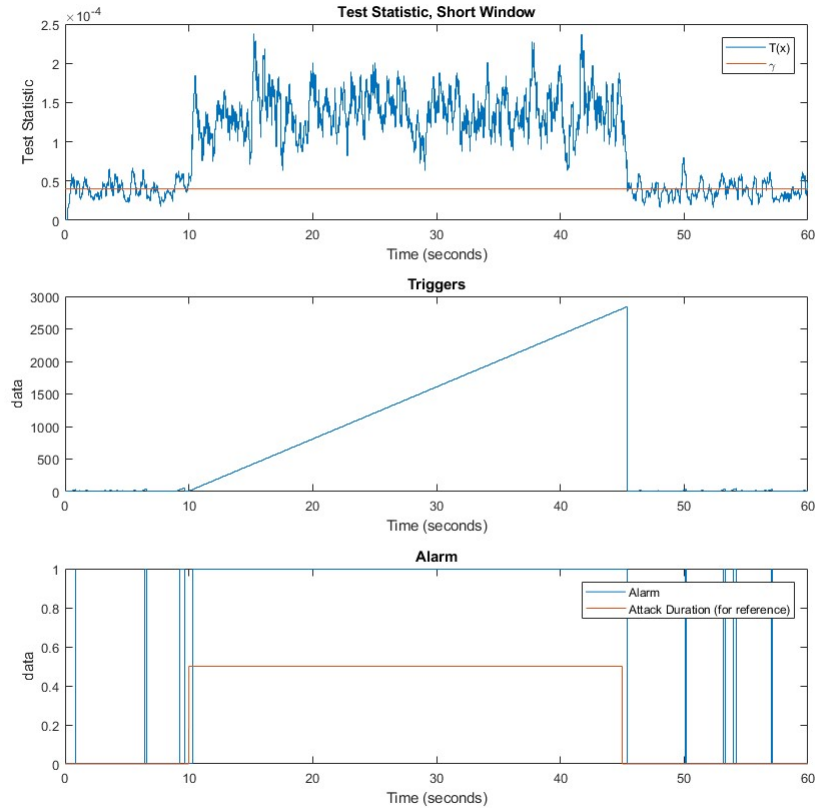 Test Statistic, Short Window
×10⁻⁴
2.5
2
1.5
1
0.5
0
Test Statistic
T(x)
γ
0 10 20 30 40 50 60
Time (seconds)
Triggers
3000
2500
2000
1500
1000
500
0
data
0 10 20 30 40 50 60
Time (seconds)
Alarm
1
0.8
0.6
0.4
0.2
0
data
Alarm
Attack Duration (for reference)
0 10 20 30 40 50 60
Time (seconds)